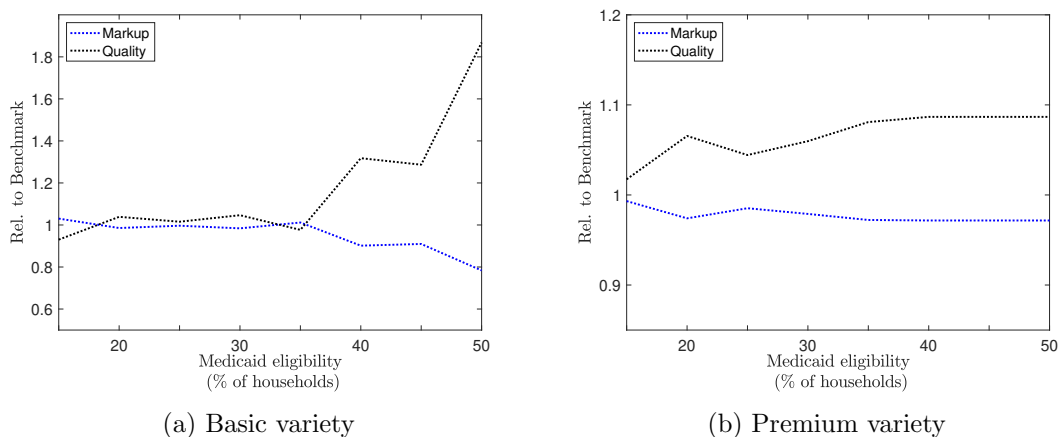 Markup
Quality
1.8
1.6
1.4
1.2
1
0.8
0.6
Rel. to Benchmark
20
30
40
50
Medicaid eligibility
(% of households)
(a) Basic variety
Markup
Quality
1.2
1.1
1
0.9
Rel. to Benchmark
20
30
40
50
Medicaid eligibility
(% of households)
(b) Premium variety